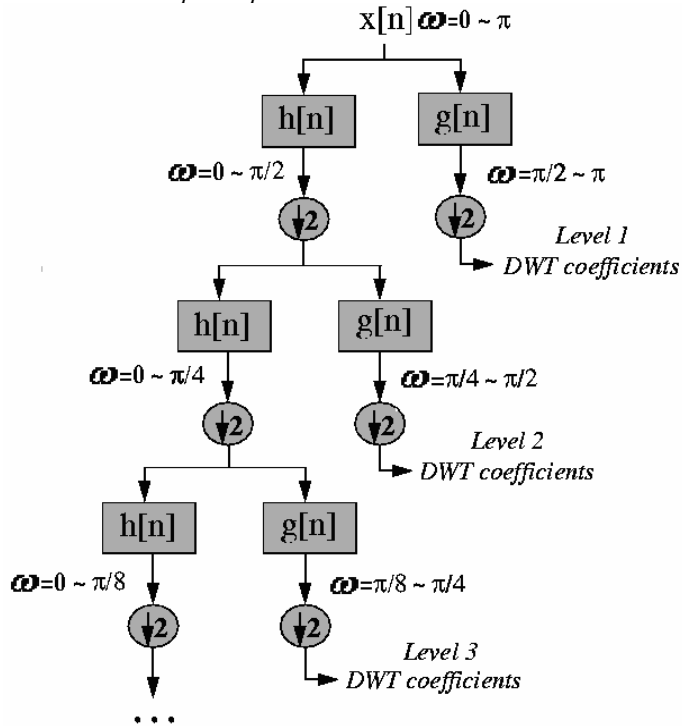 x[n] ω=0 ~ π
h[n] g[n]
ω=0 ~ π/2 ω=π/2 ~ π
↓2 ↓2
Level 1
DWT coefficients
h[n] g[n]
ω=0 ~ π/4 ω=π/4 ~ π/2
↓2 ↓2
Level 2
DWT coefficients
h[n] g[n]
ω=0 ~ π/8 ω=π/8 ~ π/4
↓2 ↓2
Level 3
DWT coefficients
...